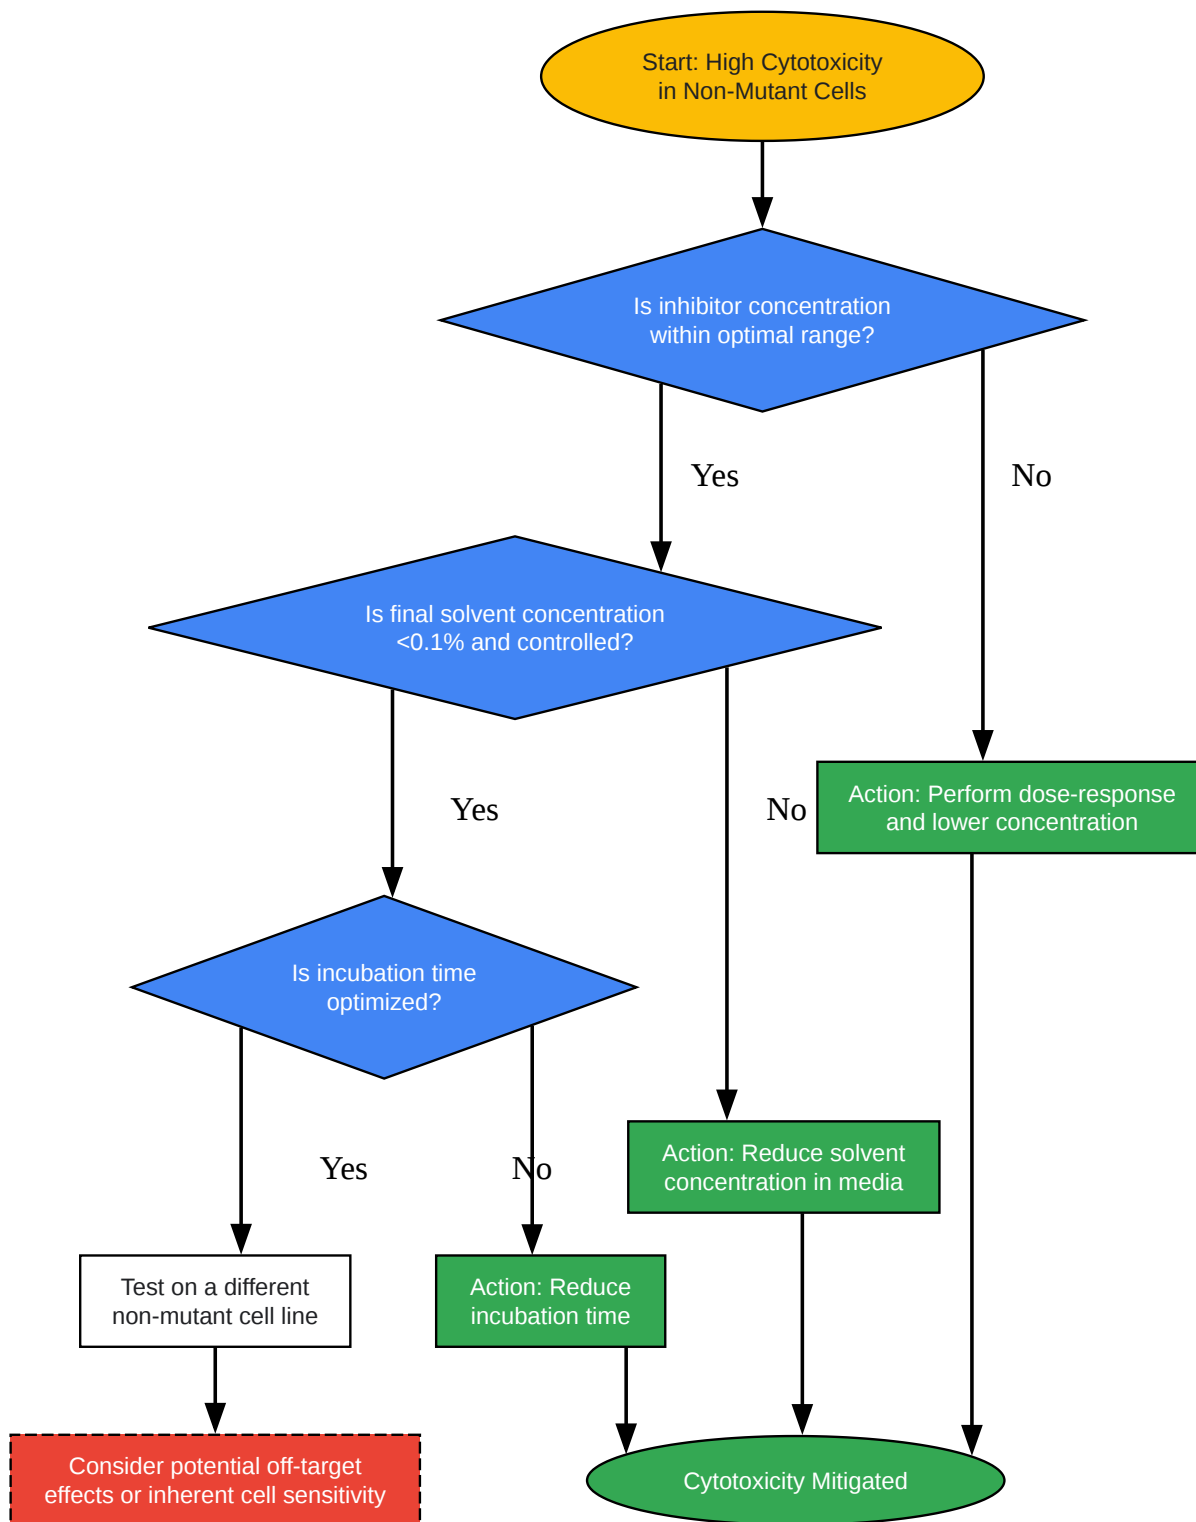 Start: High Cytotoxicity
in Non-Mutant Cells
Is inhibitor concentration
within optimal range?
Yes
No
Is final solvent concentration
<0.1% and controlled?
Yes
No
Action: Perform dose-response
and lower concentration
Is incubation time
optimized?
Yes
No
Action: Reduce solvent
concentration in media
Test on a different
non-mutant cell line
Action: Reduce
incubation time
Consider potential off-target
effects or inherent cell sensitivity
Cytotoxicity Mitigated